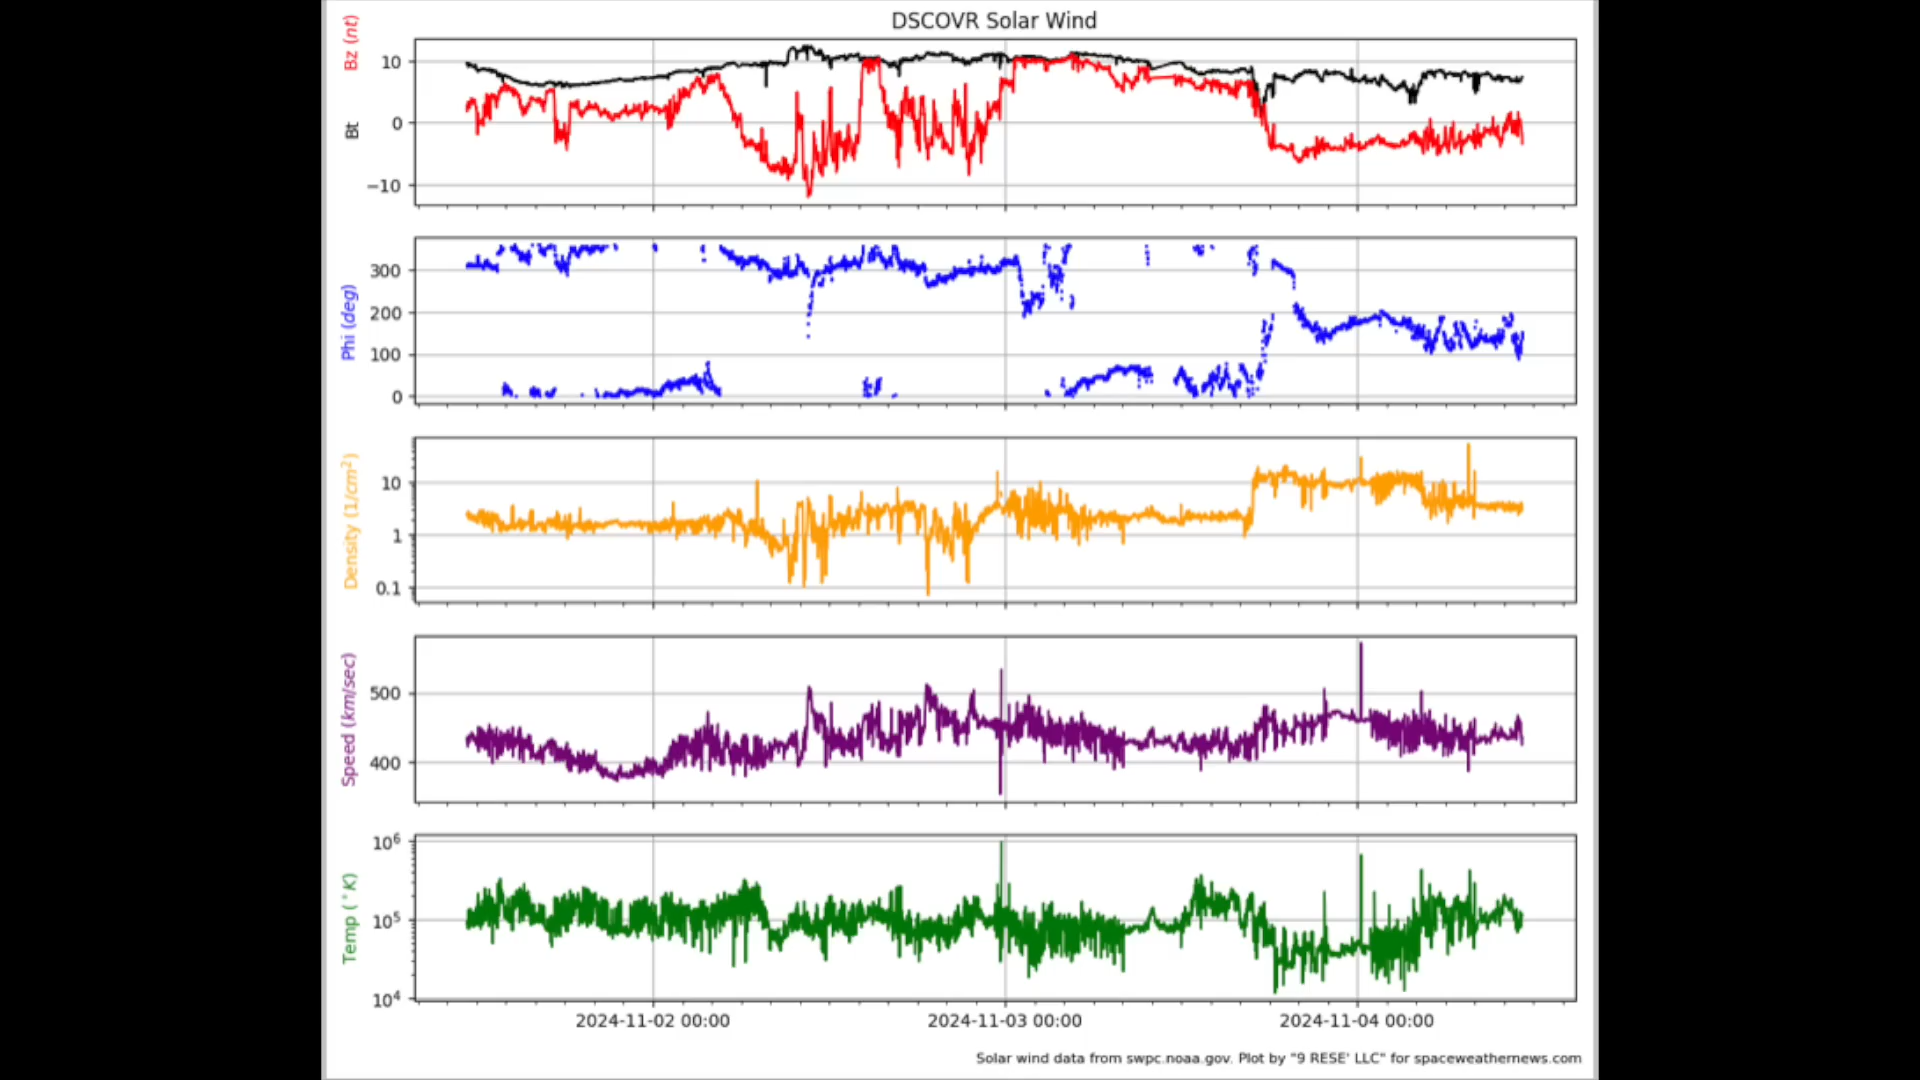 DSCOVR Solar Wind
Bz (nt)
Bt
10
0
−10
Phi (deg)
300
200
100
0
Density (1/cm²)
10
1
0.1
Speed (km/sec)
500
400
Temp (°K)
10⁶
10⁵
10⁴
2024-11-02 00:00
2024-11-03 00:00
2024-11-04 00:00
Solar wind data from swpc.noaa.gov. Plot by "9 RESE' LLC" for spaceweathernews.com